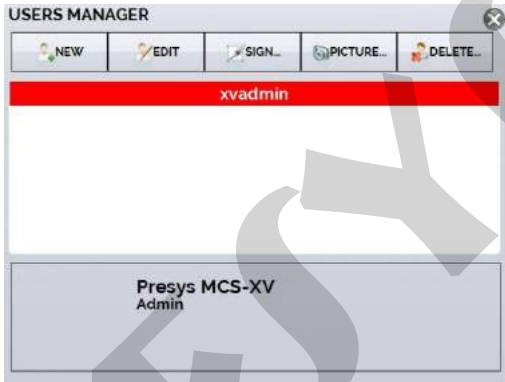 USERS MANAGER
NEW EDIT SIGN... PICTURE... DELETE...
xvadmin
Presys MCS-XV
Admin